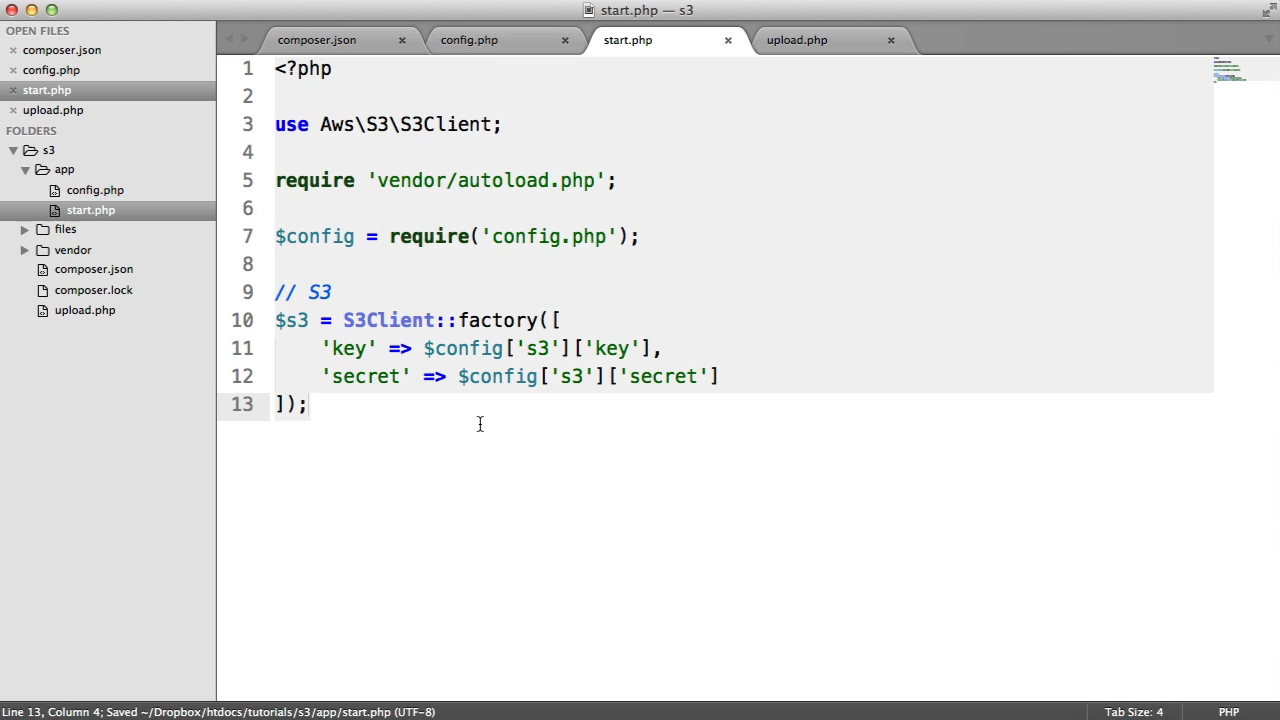 start.php — s3
OPEN FILES
composer.json
config.php
start.php
upload.php
FOLDERS
s3
app
config.php
start.php
files
vendor
composer.json
composer.lock
upload.php
composer.json
config.php
start.php
upload.php
1 <?php
2
3 use Aws\S3\S3Client;
4
5 require 'vendor/autoload.php';
6
7 $config = require('config.php');
8
9 // S3
10 $s3 = S3Client::factory([
11 'key' => $config['s3']['key'],
12 'secret' => $config['s3']['secret']
13 ]);
Line 13, Column 4; Saved ~/Dropbox/htdocs/tutorials/s3/app/start.php (UTF-8)
Tab Size: 4
PHP